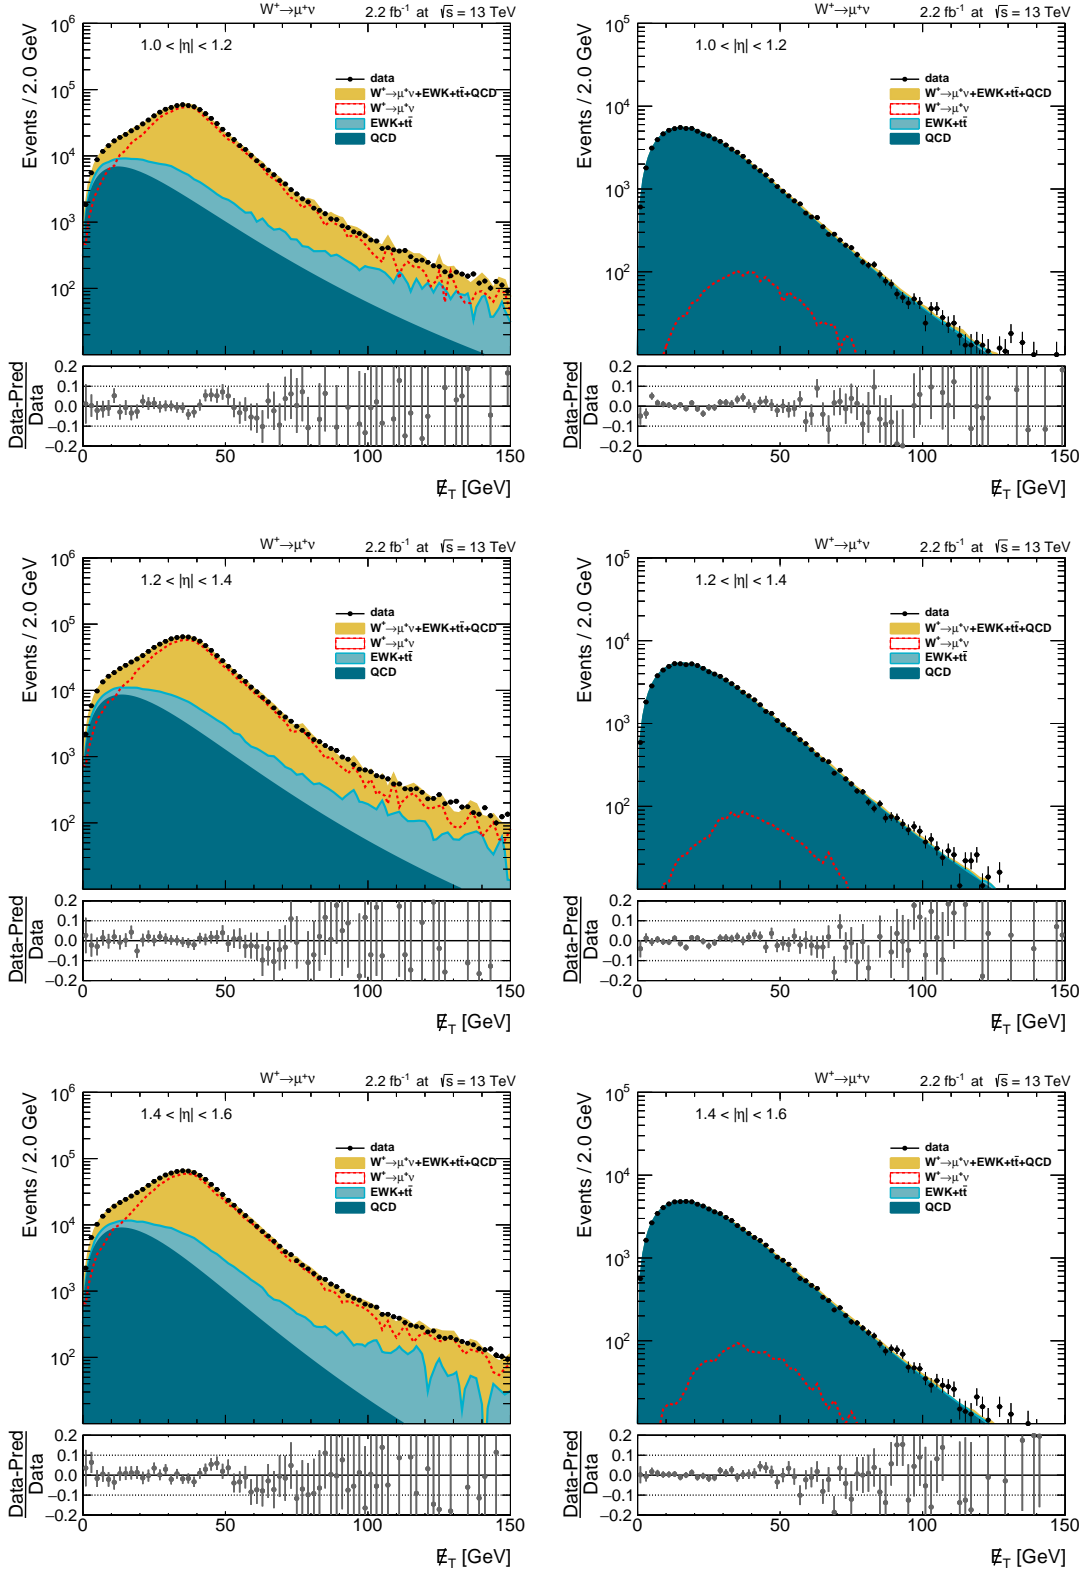 W⁺→μ⁺ν 2.2 fb⁻¹ at √s = 13 TeV
1.0 < |η| < 1.2
Events / 2.0 GeV
10⁶
10⁵
10⁴
10³
10²
data
W⁺→μ⁺ν+EWK+tt̄+QCD
W⁺→μ⁺ν
EWK+tt̄
QCD
Data-Pred
Data
0.2
0.1
0.0
−0.1
−0.2
0 50 100 150
E̸_T [GeV]
W⁺→μ⁺ν 2.2 fb⁻¹ at √s = 13 TeV
1.0 < |η| < 1.2
Events / 2.0 GeV
10⁵
10⁴
10³
10²
data
W⁺→μ⁺ν+EWK+tt̄+QCD
W⁺→μ⁺ν
EWK+tt̄
QCD
Data-Pred
Data
0.2
0.1
0.0
−0.1
−0.2
0 50 100 150
E̸_T [GeV]
W⁺→μ⁺ν 2.2 fb⁻¹ at √s = 13 TeV
1.2 < |η| < 1.4
Events / 2.0 GeV
10⁶
10⁵
10⁴
10³
10²
data
W⁺→μ⁺ν+EWK+tt̄+QCD
W⁺→μ⁺ν
EWK+tt̄
QCD
Data-Pred
Data
0.2
0.1
0.0
−0.1
−0.2
0 50 100 150
E̸_T [GeV]
W⁺→μ⁺ν 2.2 fb⁻¹ at √s = 13 TeV
1.2 < |η| < 1.4
Events / 2.0 GeV
10⁵
10⁴
10³
10²
data
W⁺→μ⁺ν+EWK+tt̄+QCD
W⁺→μ⁺ν
EWK+tt̄
QCD
Data-Pred
Data
0.2
0.1
0.0
−0.1
−0.2
0 50 100 150
E̸_T [GeV]
W⁺→μ⁺ν 2.2 fb⁻¹ at √s = 13 TeV
1.4 < |η| < 1.6
Events / 2.0 GeV
10⁶
10⁵
10⁴
10³
10²
data
W⁺→μ⁺ν+EWK+tt̄+QCD
W⁺→μ⁺ν
EWK+tt̄
QCD
Data-Pred
Data
0.2
0.1
0.0
−0.1
−0.2
0 50 100 150
E̸_T [GeV]
W⁺→μ⁺ν 2.2 fb⁻¹ at √s = 13 TeV
1.4 < |η| < 1.6
Events / 2.0 GeV
10⁵
10⁴
10³
10²
data
W⁺→μ⁺ν+EWK+tt̄+QCD
W⁺→μ⁺ν
EWK+tt̄
QCD
Data-Pred
Data
0.2
0.1
0.0
−0.1
−0.2
0 50 100 150
E̸_T [GeV]